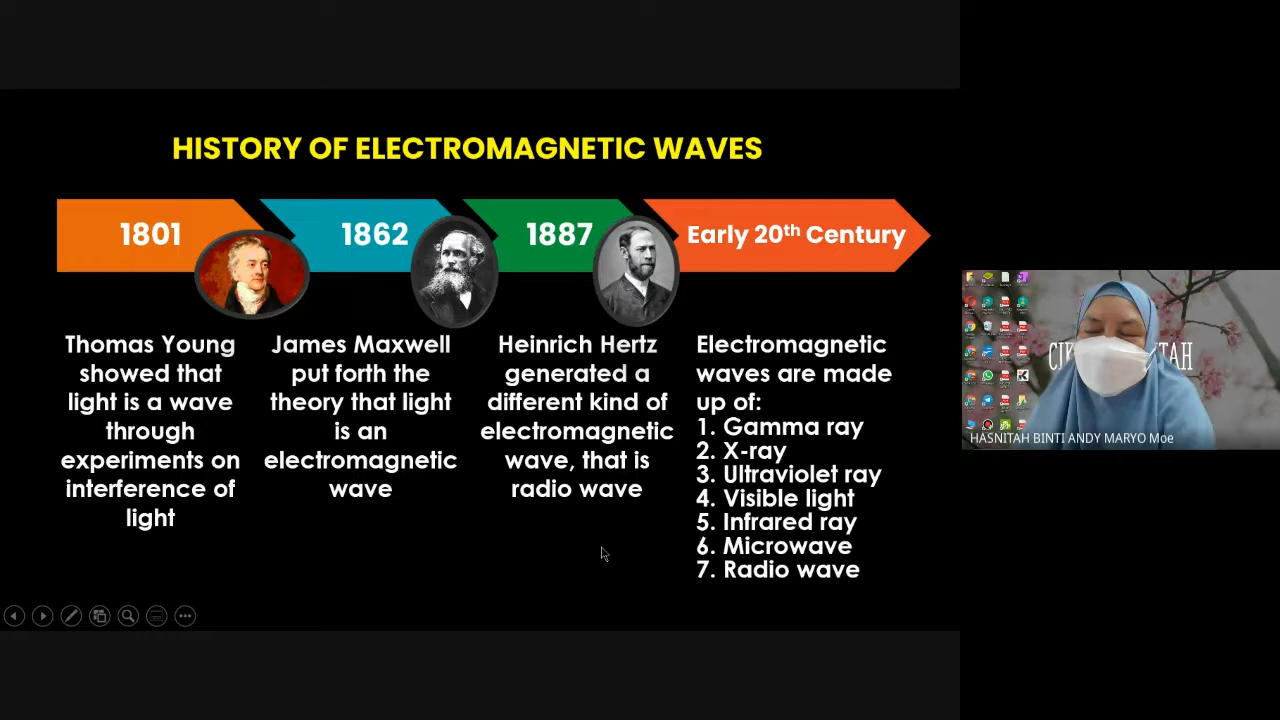 HISTORY OF ELECTROMAGNETIC WAVES
1801
1862
1887
Early 20th Century
Thomas Young
showed that
light is a wave
through
experiments on
interference of
light
James Maxwell
put forth the
theory that light
is an
electromagnetic
wave
Heinrich Hertz
generated a
different kind of
electromagnetic
wave, that is
radio wave
Electromagnetic
waves are made
up of:
1. Gamma ray
2. X-ray
3. Ultraviolet ray
4. Visible light
5. Infrared ray
6. Microwave
7. Radio wave
HASNITAH BINTI ANDY MARYO Moe